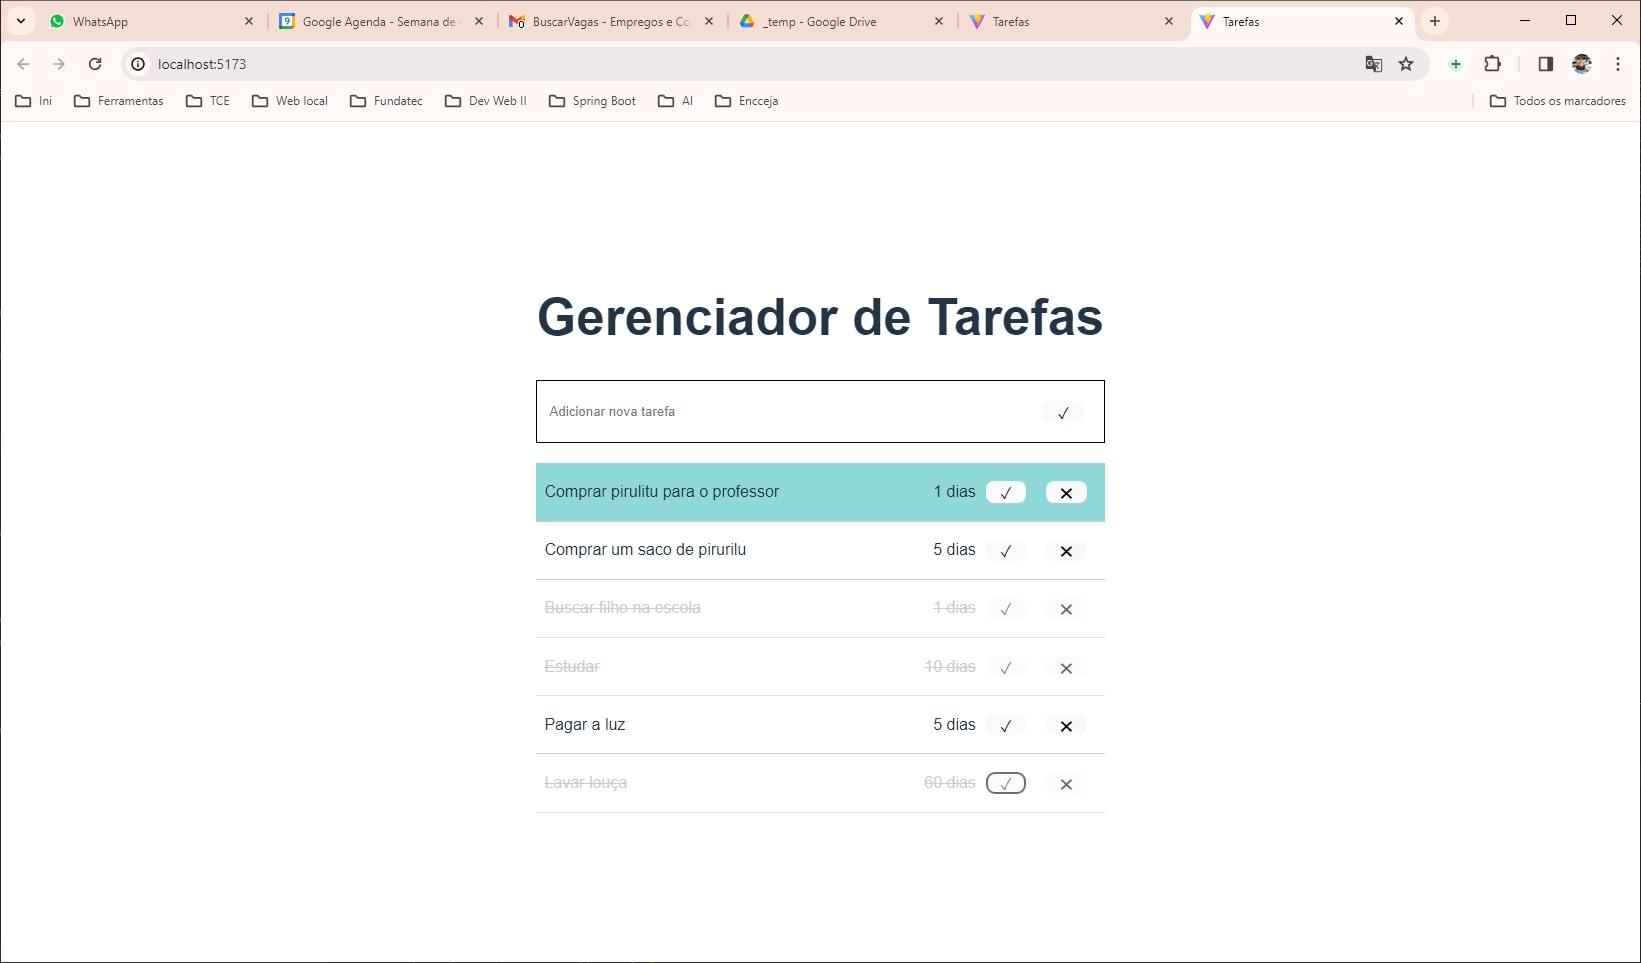 WhatsApp
Google Agenda - Semana de
BuscarVagas - Empregos e Co
_temp - Google Drive
Tarefas
Tarefas
localhost:5173
Ini Ferramentas TCE Web local Fundatec Dev Web II Spring Boot AI Encceja Todos os marcadores
Gerenciador de Tarefas
Adicionar nova tarefa ✓
Comprar pirulitu para o professor 1 dias ✓ ✕
Comprar um saco de pirurilu 5 dias ✓ ✕
Buscar filho na escola 1 dias ✓ ✕
Estudar 10 dias ✓ ✕
Pagar a luz 5 dias ✓ ✕
Lavar louça 60 dias ✓ ✕